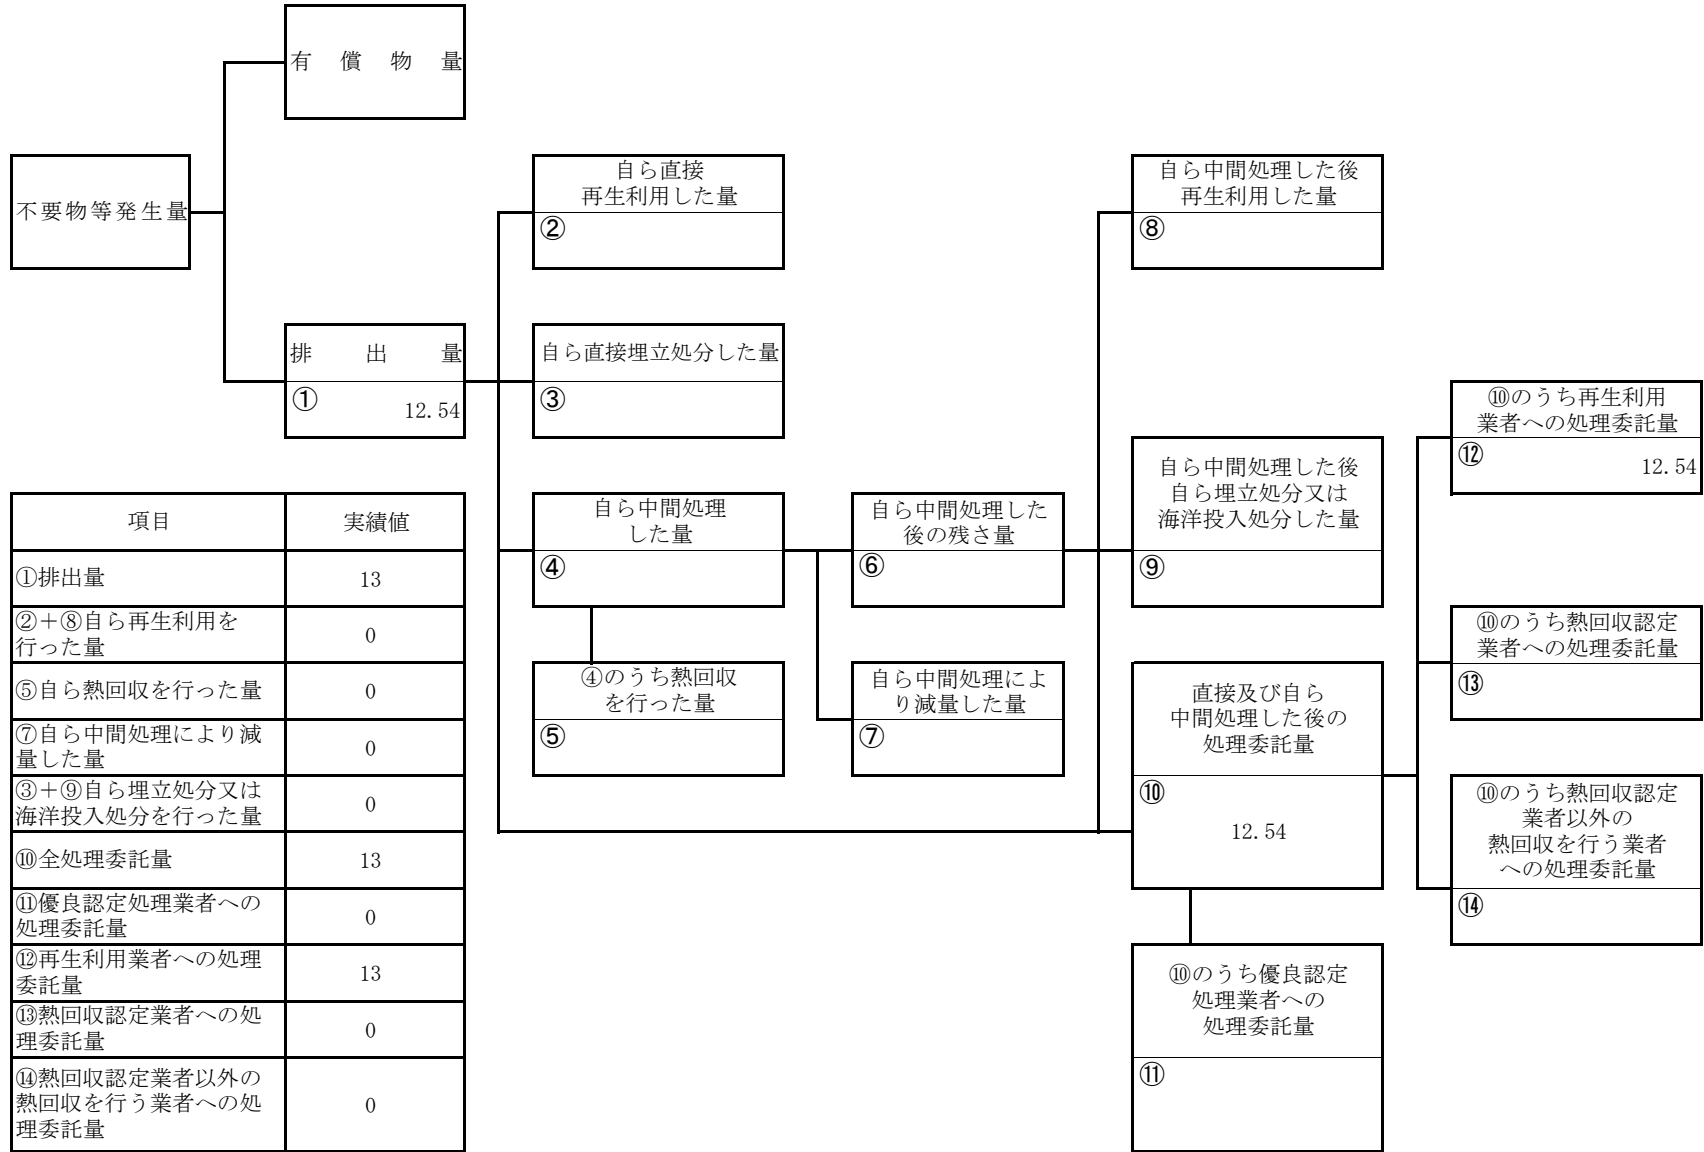 有償物量
不要物等発生量
自ら直接
再生利用した量
②
自ら中間処理した後
再生利用した量
⑧
排出量
①
12.54
自ら直接埋立処分した量
③
⑩のうち再生利用
業者への処理委託量
⑫
12.54
自ら中間処理
した量
④
自ら中間処理した
後の残さ量
⑥
自ら中間処理した後
自ら埋立処分又は
海洋投入処分した量
⑨
⑩のうち熱回収認定
業者への処理委託量
⑬
④のうち熱回収
を行った量
⑤
自ら中間処理によ
り減量した量
⑦
直接及び自ら
中間処理した後の
処理委託量
⑩
12.54
⑩のうち熱回収認定
業者以外の
熱回収を行う業者
への処理委託量
⑭
⑩のうち優良認定
処理業者への
処理委託量
⑪
項目 実績値
①排出量 13
②+⑧自ら再生利用を
行った量 0
⑤自ら熱回収を行った量 0
⑦自ら中間処理により減
量した量 0
③+⑨自ら埋立処分又は
海洋投入処分を行った量 0
⑩全処理委託量 13
⑪優良認定処理業者への
処理委託量 0
⑫再生利用業者への処理
委託量 13
⑬熱回収認定業者への処
理委託量 0
⑭熱回収認定業者以外の
熱回収を行う業者への処
理委託量 0